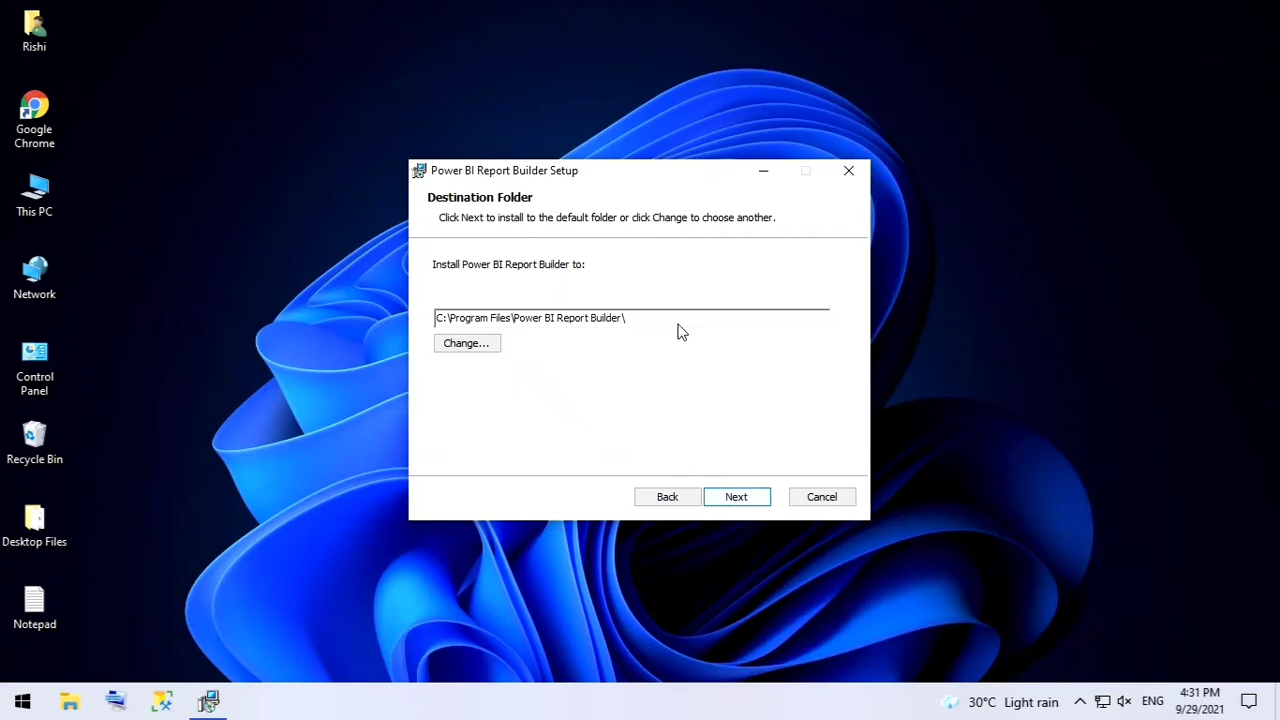 Rishi
Google
Chrome
This PC
Network
Control
Panel
Recycle Bin
Desktop Files
Notepad
Power BI Report Builder Setup
Destination Folder
Click Next to install to the default folder or click Change to choose another.
Install Power BI Report Builder to:
C:\Program Files\Power BI Report Builder\
Change...
Back
Next
Cancel
30°C Light rain
ENG
4:31 PM
9/29/2021